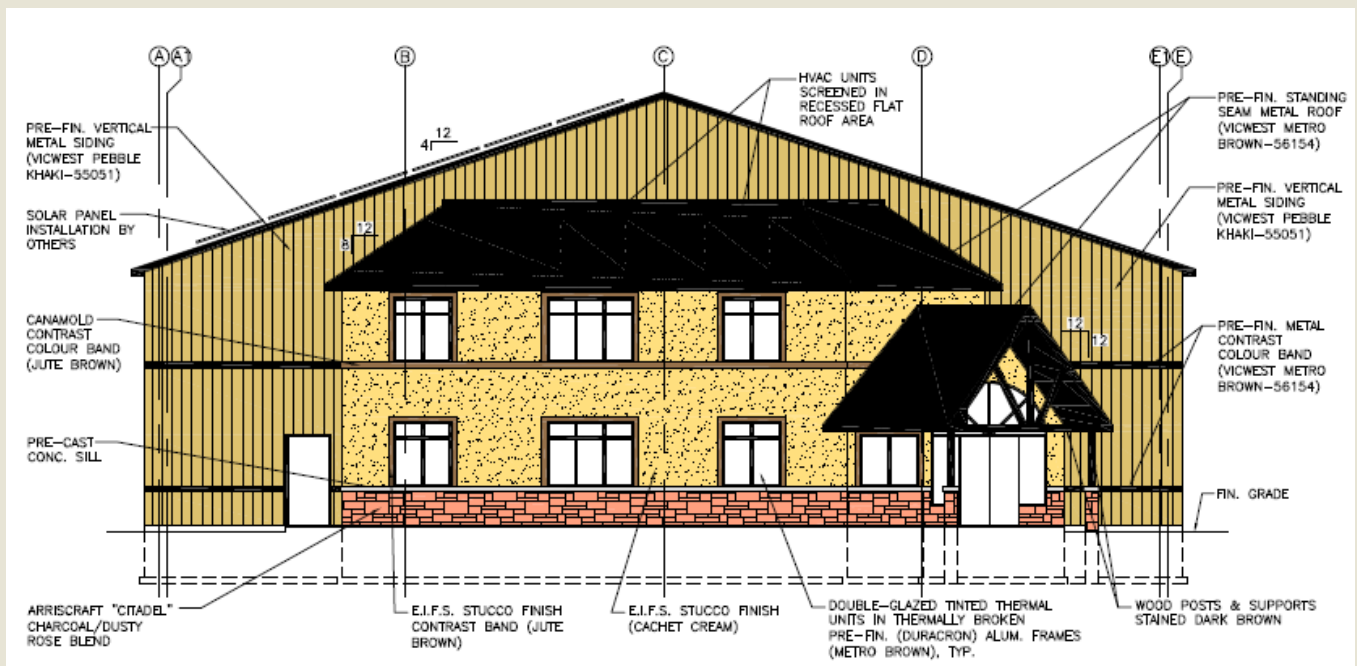 A
A1
B
C
D
E1
E
HVAC UNITS
SCREENED IN
RECESSED FLAT
ROOF AREA
PRE-FIN. STANDING
SEAM METAL ROOF
(VICWEST METRO
BROWN-56154)
PRE-FIN. VERTICAL
METAL SIDING
(VICWEST PEBBLE
KHAKI-55051)
12
4
PRE-FIN. VERTICAL
METAL SIDING
(VICWEST PEBBLE
KHAKI-55051)
SOLAR PANEL
INSTALLATION BY
OTHERS
12
8
CANAMOLD
CONTRAST
COLOUR BAND
(JUTE BROWN)
12
12
PRE-FIN. METAL
CONTRAST
COLOUR BAND
(VICWEST METRO
BROWN-56154)
PRE-CAST
CONC. SILL
FIN. GRADE
ARRISCRAFT "CITADEL"
CHARCOAL/DUSTY
ROSE BLEND
E.I.F.S. STUCCO FINISH
CONTRAST BAND (JUTE
BROWN)
E.I.F.S. STUCCO FINISH
(CACHET CREAM)
DOUBLE-GLAZED TINTED THERMAL
UNITS IN THERMALLY BROKEN
PRE-FIN. (DURACRON) ALUM. FRAMES
(METRO BROWN), TYP.
WOOD POSTS & SUPPORTS
STAINED DARK BROWN